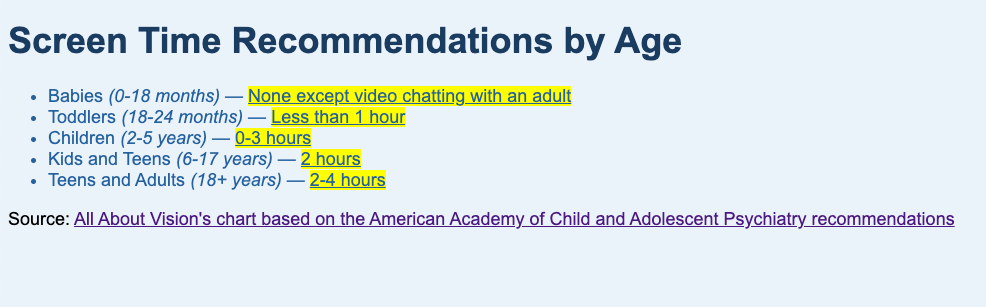 Screen Time Recommendations by Age
• Babies (0-18 months) — None except video chatting with an adult
• Toddlers (18-24 months) — Less than 1 hour
• Children (2-5 years) — 0-3 hours
• Kids and Teens (6-17 years) — 2 hours
• Teens and Adults (18+ years) — 2-4 hours
Source: All About Vision's chart based on the American Academy of Child and Adolescent Psychiatry recommendations